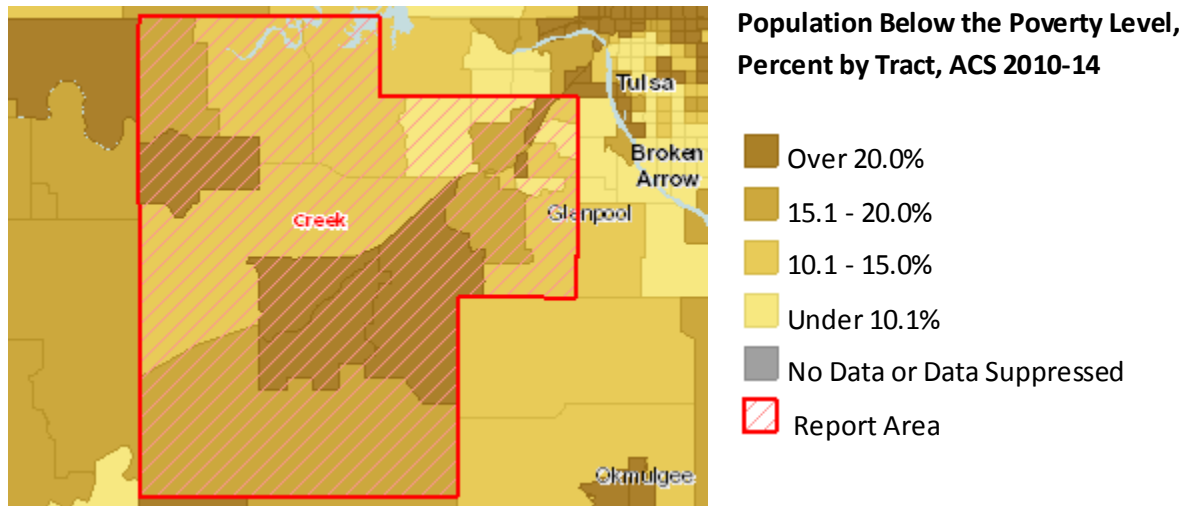 Population Below the Poverty Level,
Percent by Tract, ACS 2010-14
Over 20.0%
15.1 - 20.0%
10.1 - 15.0%
Under 10.1%
No Data or Data Suppressed
Report Area
Tulsa
Broken
Arrow
Creek
Glenpool
Okmulgee